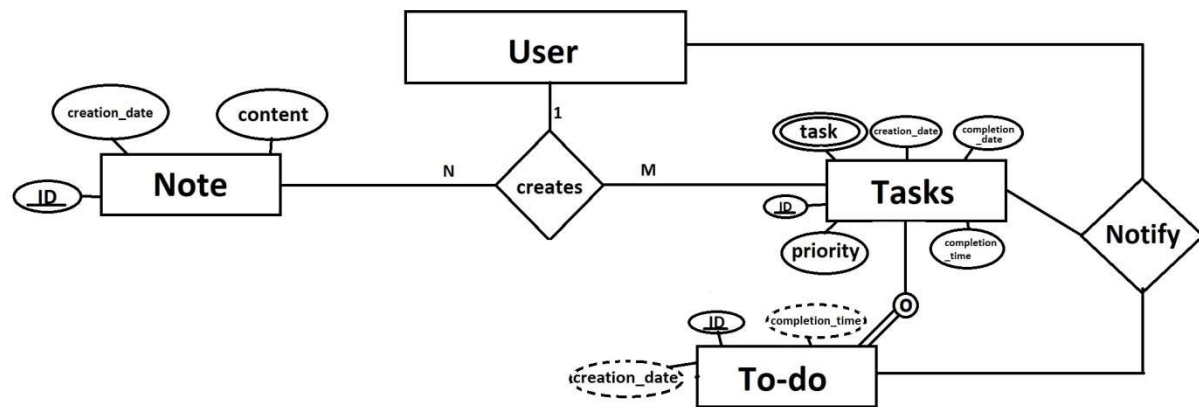 User
creation_date
content
1
task
creation_date
completion
_date
Note
N
creates
M
Tasks
ID
ID
priority
completion
_time
Notify
O
ID
completion_time
creation_date
To-do